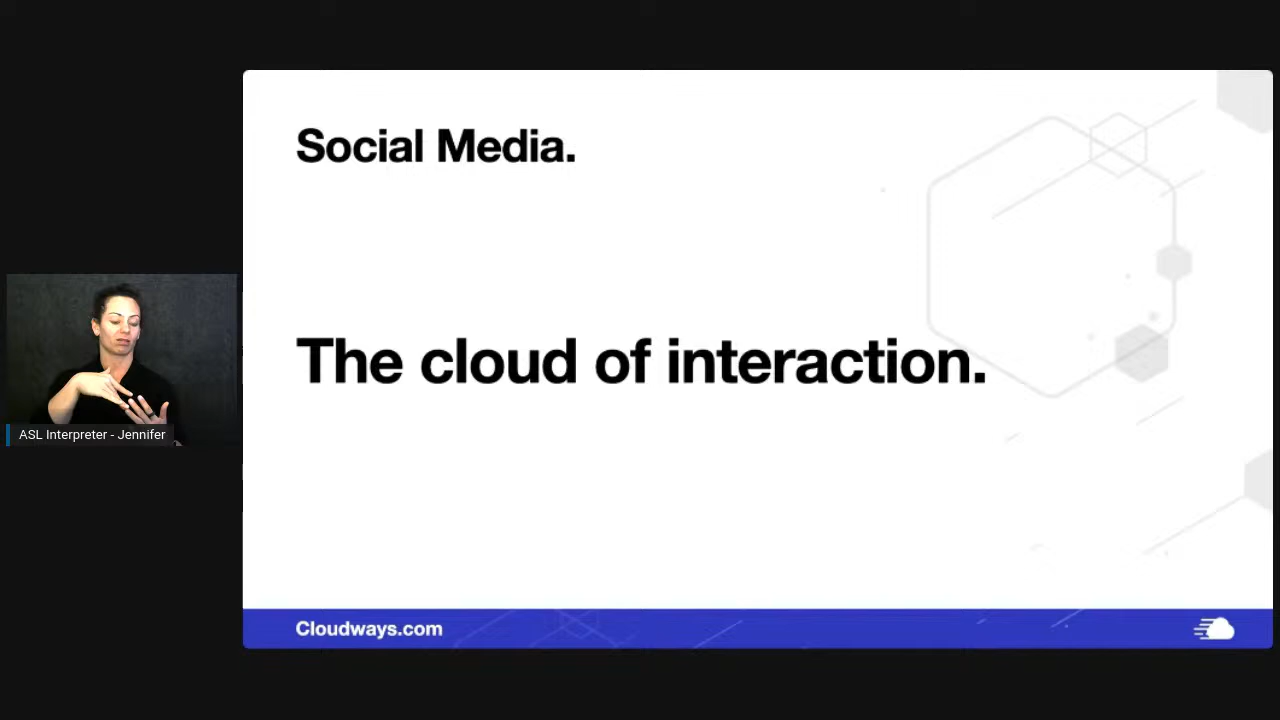 Social Media.
The cloud of interaction.
ASL Interpreter - Jennifer
Cloudways.com